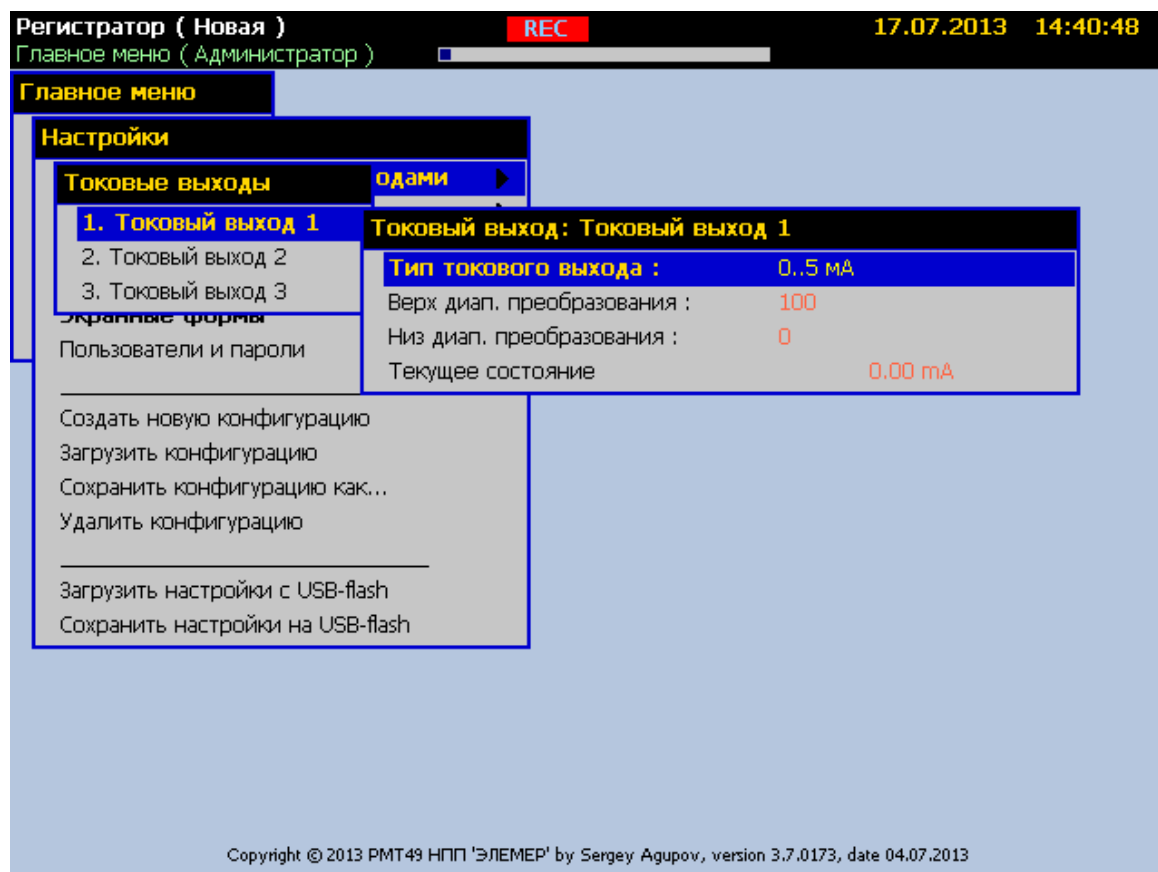 Регистратор ( Новая ) REC 17.07.2013 14:40:48
Главное меню ( Администратор )
Главное меню
Настройки
Токовые выходы одами
1. Токовый выход 1
Токовый выход: Токовый выход 1
2. Токовый выход 2
Тип токового выхода : 0..5 мА
3. Токовый выход 3
Верх диап. преобразования : 100
Экранные формы
Низ диап. преобразования : 0
Пользователи и пароли
Текущее состояние 0.00 mA
Создать новую конфигурацию
Загрузить конфигурацию
Сохранить конфигурацию как...
Удалить конфигурацию
Загрузить настройки с USB-flash
Сохранить настройки на USB-flash
Copyright © 2013 РМТ49 НПП 'ЭЛЕМЕР' by Sergey Agupov, version 3.7.0173, date 04.07.2013